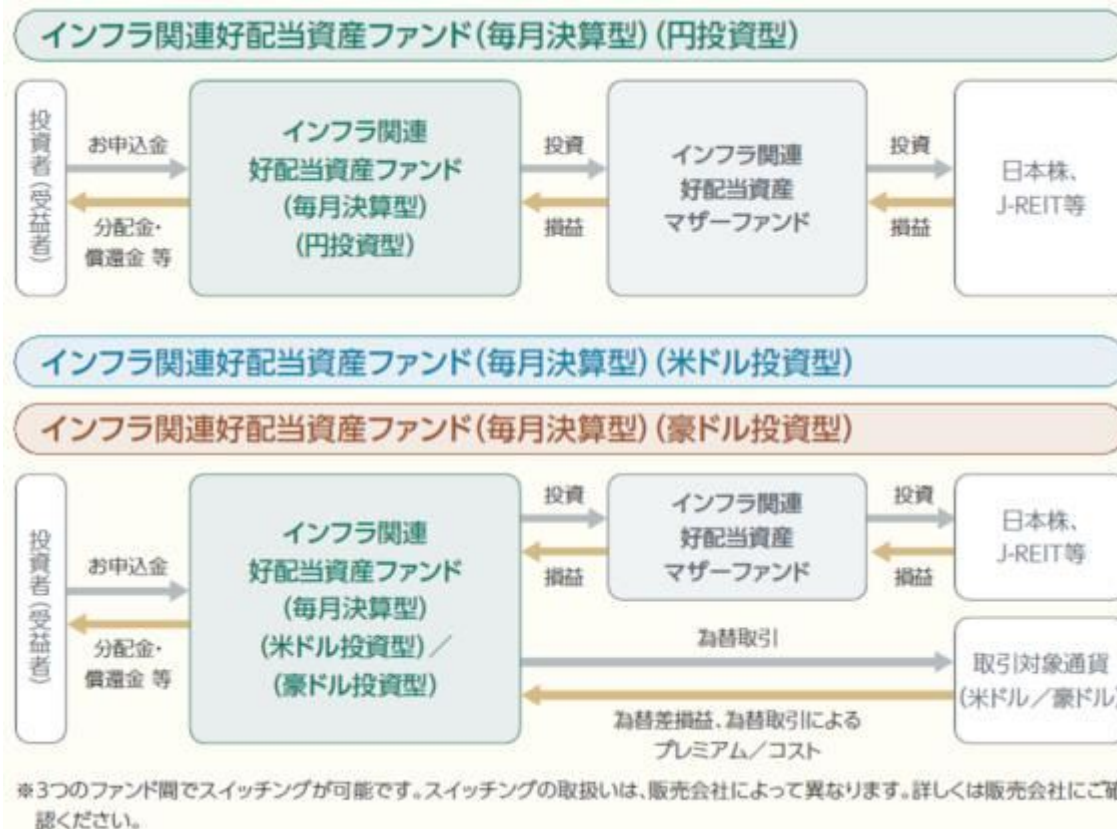 インフラ関連好配当資産ファンド(毎月決算型)(円投資型)
投資者(受益者)
お申込金
分配金・
償還金 等
インフラ関連
好配当資産ファンド
(毎月決算型)
(円投資型)
投資
損益
インフラ関連
好配当資産
マザーファンド
投資
損益
日本株、
J-REIT等
インフラ関連好配当資産ファンド(毎月決算型)(米ドル投資型)
インフラ関連好配当資産ファンド(毎月決算型)(豪ドル投資型)
投資者(受益者)
お申込金
分配金・
償還金 等
インフラ関連
好配当資産ファンド
(毎月決算型)
(米ドル投資型)/
(豪ドル投資型)
投資
損益
インフラ関連
好配当資産
マザーファンド
投資
損益
日本株、
J-REIT等
為替取引
為替差損益、為替取引による
プレミアム/コスト
取引対象通貨
(米ドル/豪ドル)
※3つのファンド間でスイッチングが可能です。スイッチングの取扱いは、販売会社によって異なります。詳しくは販売会社にご確
認ください。